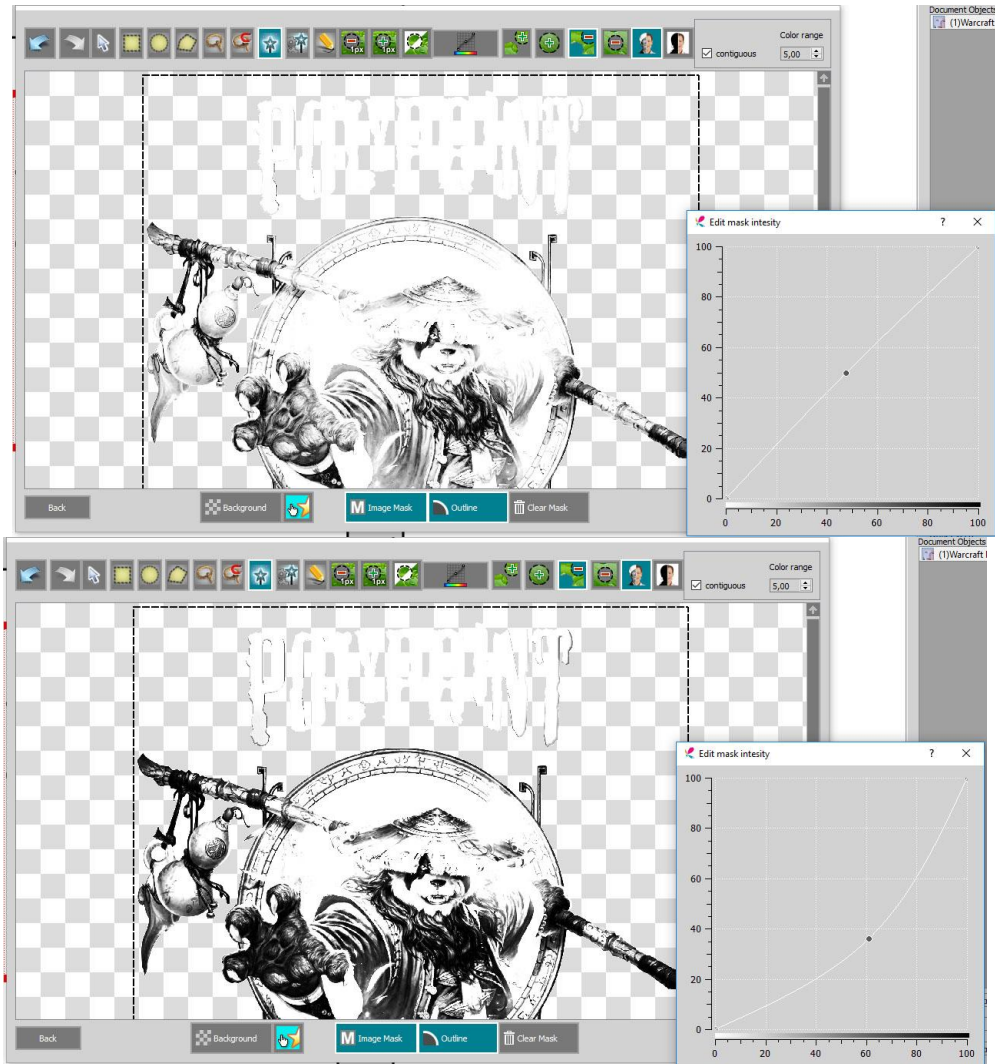 Document Objects
(1)Warcraft
1px
1px
contiguous
Color range
5,00
POLYPRINT
Edit mask intesity
?
100
80
60
40
20
0
0 20 40 60 80 100
Back
Background
M Image Mask
Outline
Clear Mask
Document Objects
(1)Warcraft
1px
1px
contiguous
Color range
5,00
POLYPRINT
Edit mask intesity
?
100
80
60
40
20
0
0 20 40 60 80 100
Back
Background
M Image Mask
Outline
Clear Mask